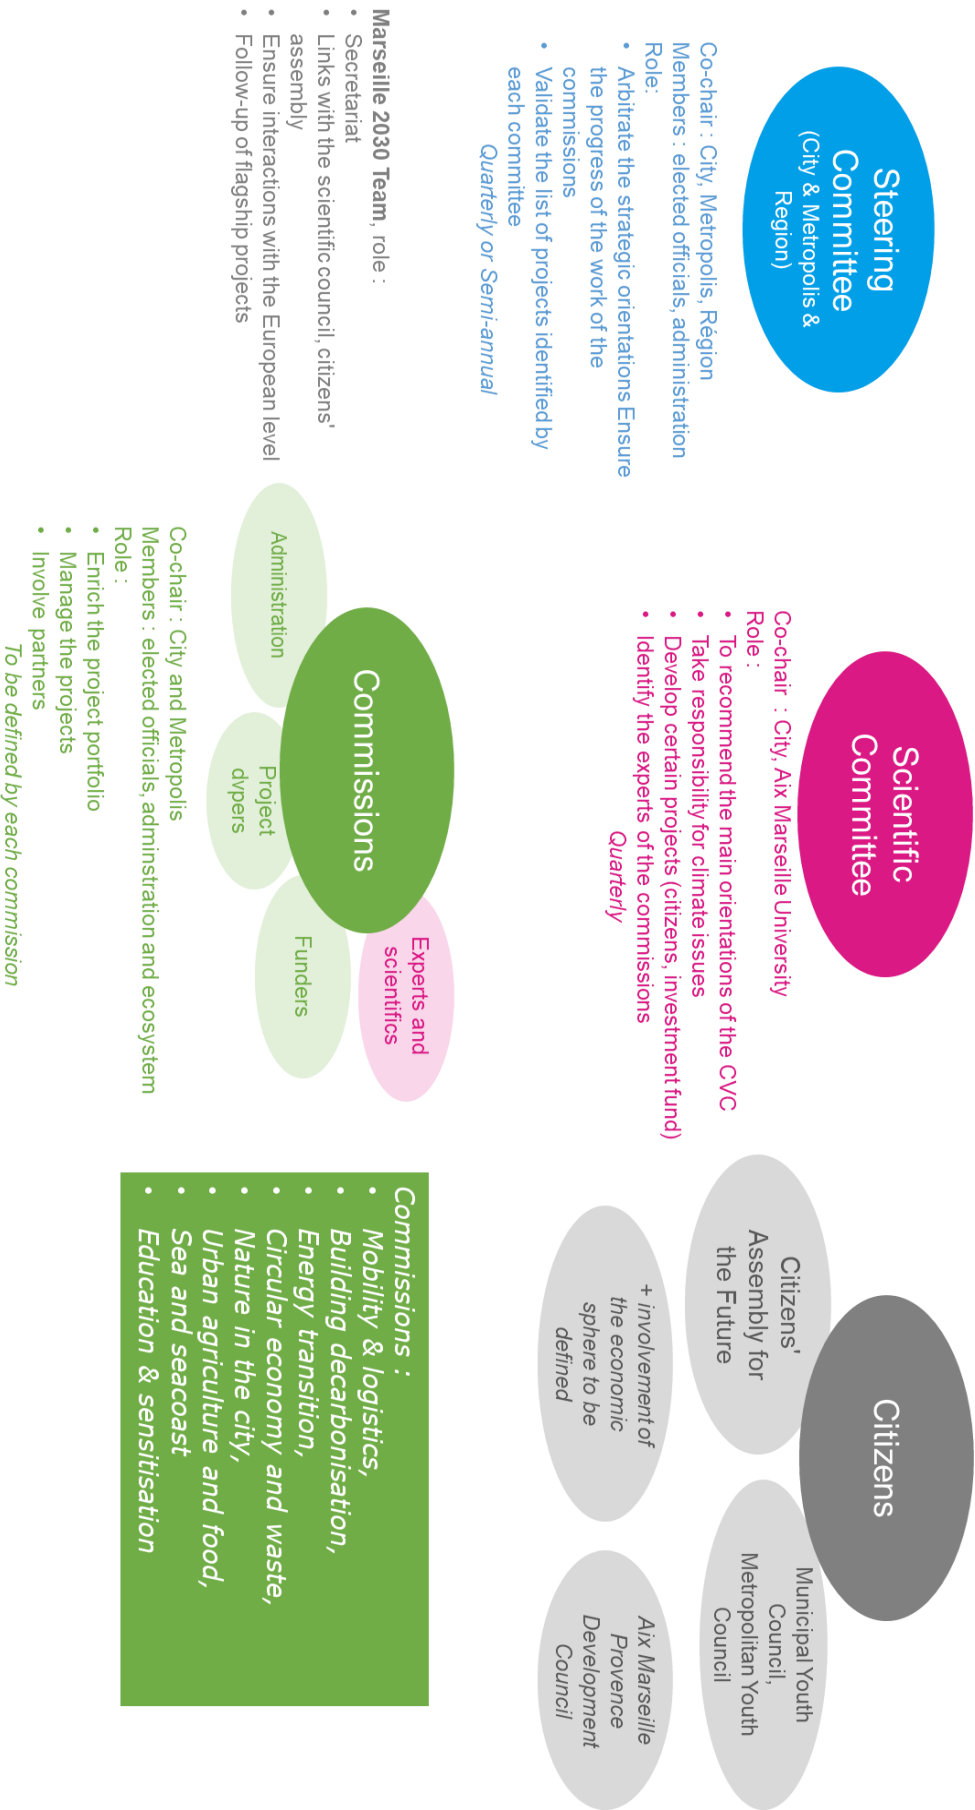 Steering
Committee
(City & Metropolis &
Region)
Co-chair : City, Metropolis, Région
Members : elected officials, administration
Role:
• Arbitrate the strategic orientations Ensure
the progress of the work of the
commissions
• Validate the list of projects identified by
each committee
Quarterly or Semi-annual
Scientific
Committee
Co-chair : City, Aix Marseille University
Role :
• To recommend the main orientations of the CVC
• Take responsibility for climate issues
• Develop certain projects (citizens, investment fund)
• Identify the experts of the commissions
Quarterly
Citizens
Citizens'
Assembly for
the Future
Municipal Youth
Council,
Metropolitan Youth
Council
+ involvement of
the economic
sphere to be
defined
Aix Marseille
Provence
Development
Council
Marseille 2030 Team, role :
• Secretariat
• Links with the scientific council, citizens'
assembly
• Ensure interactions with the European level
• Follow-up of flagship projects
Commissions
Administration
Project
dvpers
Funders
Experts and
scientifics
Co-chair : City and Metropolis
Members : elected officials, adminstration and ecosystem
Role :
• Enrich the project portfolio
• Manage the projects
• Involve partners
To be defined by each commission
Commissions :
• Mobility & logistics,
• Building decarbonisation,
• Energy transition,
• Circular economy and waste,
• Nature in the city,
• Urban agriculture and food,
• Sea and seacoast
• Education & sensitisation